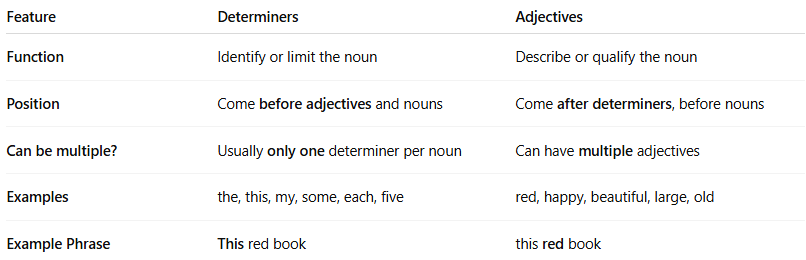 Feature Determiners Adjectives
Function Identify or limit the noun Describe or qualify the noun
Position Come before adjectives and nouns Come after determiners, before nouns
Can be multiple? Usually only one determiner per noun Can have multiple adjectives
Examples the, this, my, some, each, five red, happy, beautiful, large, old
Example Phrase This red book this red book